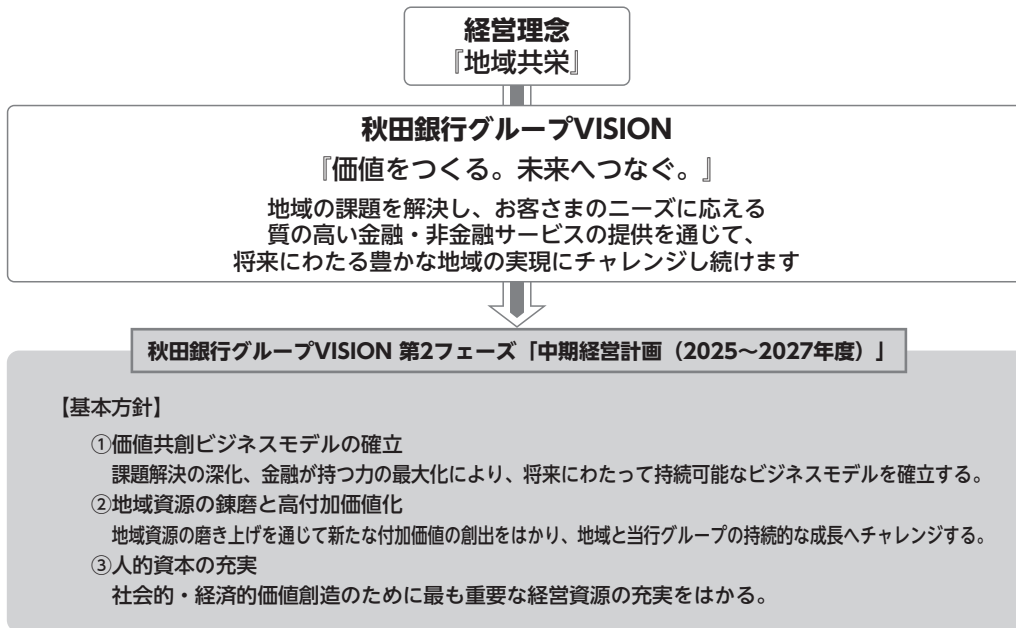 経営理念
『地域共栄』
秋田銀行グループVISION
『価値をつくる。未来へつなぐ。』
地域の課題を解決し、お客さまのニーズに応える
質の高い金融・非金融サービスの提供を通じて、
将来にわたる豊かな地域の実現にチャレンジし続けます
秋田銀行グループVISION 第2フェーズ「中期経営計画（2025～2027年度）」
【基本方針】
①価値共創ビジネスモデルの確立
課題解決の深化、金融が持つ力の最大化により、将来にわたって持続可能なビジネスモデルを確立する。
②地域資源の錬磨と高付加価値化
地域資源の磨き上げを通じて新たな付加価値の創出をはかり、地域と当行グループの持続的な成長へチャレンジする。
③人的資本の充実
社会的・経済的価値創造のために最も重要な経営資源の充実をはかる。